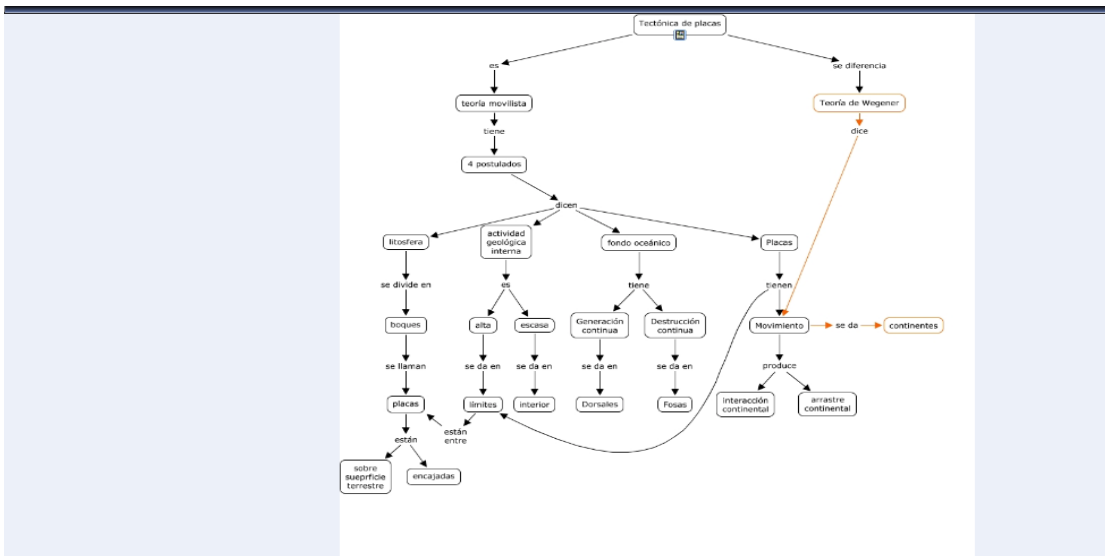 Tectónica de placas
es
se diferencia
teoría movilista
Teoría de Wegener
tiene
dice
4 postulados
dicen
litosfera
actividad
geológica
interna
fondo oceánico
Placas
se divide en
es
tiene
tienen
boques
alta
escasa
Generación
continua
Destrucción
continua
Movimiento
se da
continentes
se llaman
se da en
se da en
se da en
se da en
produce
placas
límites
interior
Dorsales
Fosas
Interacción
continental
arrastre
continental
están
están
entre
sobre
sueprficie
terrestre
encajadas